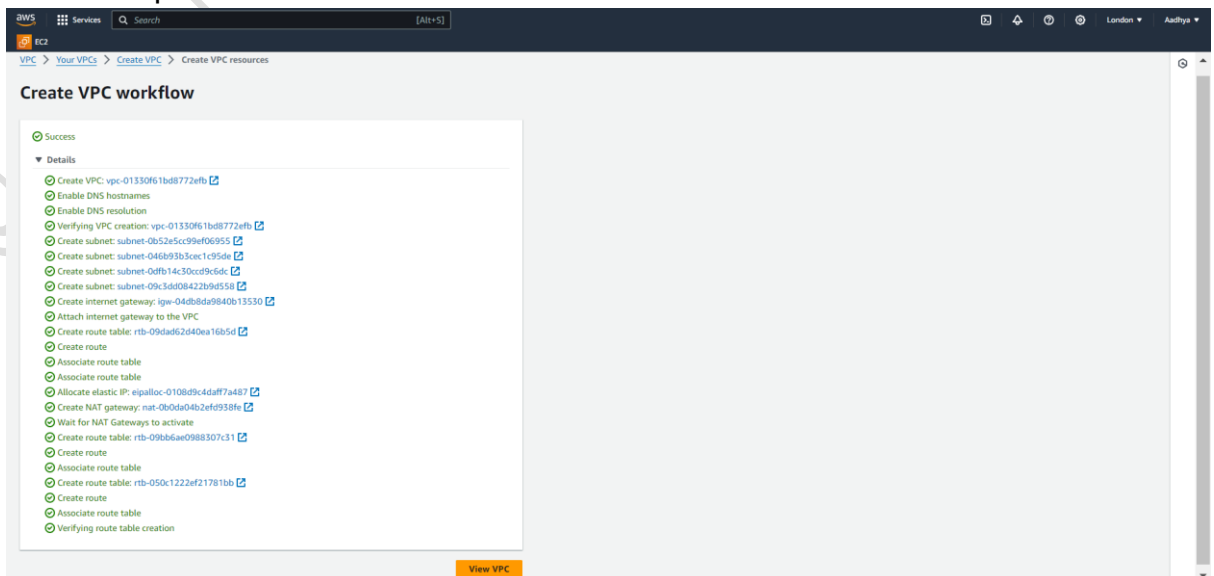 aws Services Search [Alt+S] London Aadhya
EC2
VPC > Your VPCs > Create VPC > Create VPC resources
Create VPC workflow
Success
Details
Create VPC: vpc-01330f61bd8772efb
Enable DNS hostnames
Enable DNS resolution
Verifying VPC creation: vpc-01330f61bd8772efb
Create subnet: subnet-0b52e5cc99ef06955
Create subnet: subnet-046b93b3cec1c95de
Create subnet: subnet-0dfb14c30ccd9c6dc
Create subnet: subnet-09c3dd08422b9d558
Create internet gateway: igw-04db8da9840b13530
Attach internet gateway to the VPC
Create route table: rtb-09dad62d40ea16b5d
Create route
Associate route table
Associate route table
Allocate elastic IP: eipalloc-0108d9c4daff7a487
Create NAT gateway: nat-0b0da04b2efd938fe
Wait for NAT Gateways to activate
Create route table: rtb-09bb6ae0988307c31
Create route
Associate route table
Create route table: rtb-050c1222ef21781bb
Create route
Associate route table
Verifying route table creation
View VPC